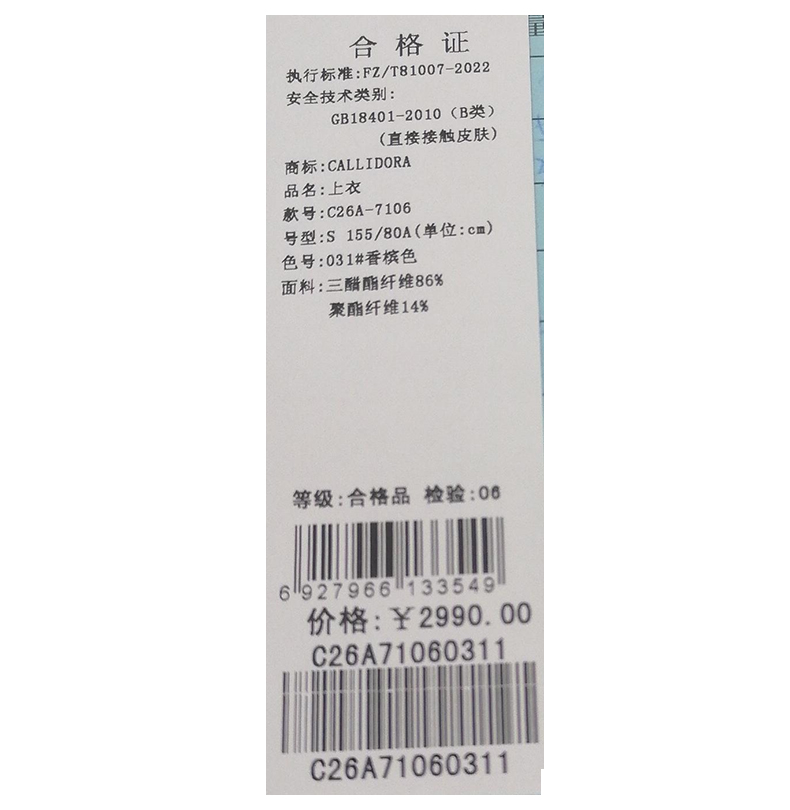 合格证
执行标准:FZ/T81007-2022
安全技术类别:
GB18401-2010（B类）
(直接接触皮肤)
商标:CALLIDORA
品名:上衣
款号:C26A-7106
号型:S 155/80A(单位:cm)
色号:031#香槟色
面料:三醋酯纤维86%
聚酯纤维14%
等级:合格品 检验:06
6 927966 133549
价格:￥2990.00
C26A71060311
C26A71060311